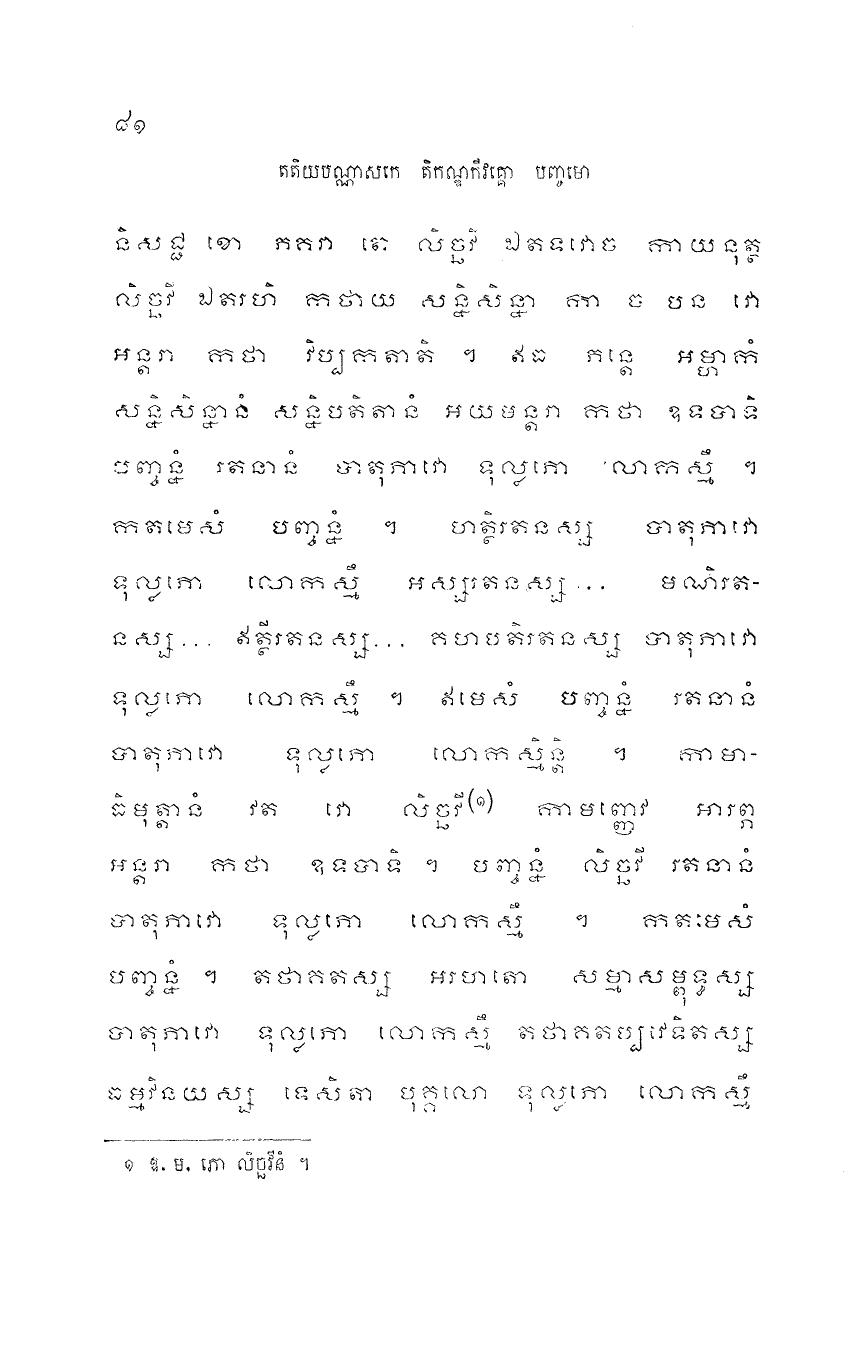 ៨១
តតិយបណ្ណាសកេ តិកណ្ឌកីវគ្គោ បញ្ចមោ
និសជ្ជ ខោ ភគវា តេ លិច្ឆវី ឯតទវោច កាយនុត្ថ
លិច្ឆវី ឯតរហិ កថាយ សន្និសិន្នា កា ច បន វោ
អន្តរា កថា វិប្បកតាតិ ។ ឥធ ភន្តេ អម្ហាកំ
សន្និសិន្នានំ សន្និបតិតានំ អយមន្តរា កថា ឧទបាទិ
បញ្ចន្នំ រតនានំ បាតុភាវោ ទុល្លភោ លោកស្មឹ ។
កតមេសំ បញ្ចន្នំ ។ ហត្ថិរតនស្ស បាតុភាវោ
ទុល្លភោ លោកស្មឹ អស្សរតនស្ស... មណិរត-
នស្ស... ឥត្ថីរតនស្ស... គហបតិរតនស្ស បាតុភាវោ
ទុល្លភោ លោកស្មឹ ។ ឥមេសំ បញ្ចន្នំ រតនានំ
បាតុភាវោ ទុល្លភោ លោកស្មិន្តិ ។ កាមា-
ធិមុត្តានំ វត វោ លិច្ឆវី(១) កាមញ្ញេវ អារព្ភ
អន្តរា កថា ឧទបាទិ ។ បញ្ចន្នំ លិច្ឆវី រតនានំ
បាតុភាវោ ទុល្លភោ លោកស្មឹ ។ កតមេសំ
បញ្ចន្នំ ។ តថាគតស្ស អរហតោ សម្មាសម្ពុទ្ធស្ស
បាតុភាវោ ទុល្លភោ លោកស្មឹ តថាគតប្បវេទិតស្ស
ធម្មវិនយស្ស ទេសិតា បុគ្គលោ ទុល្លភោ លោកស្មឹ
១ ឱ. ម. ភោ លិច្ឆវីនំ ។